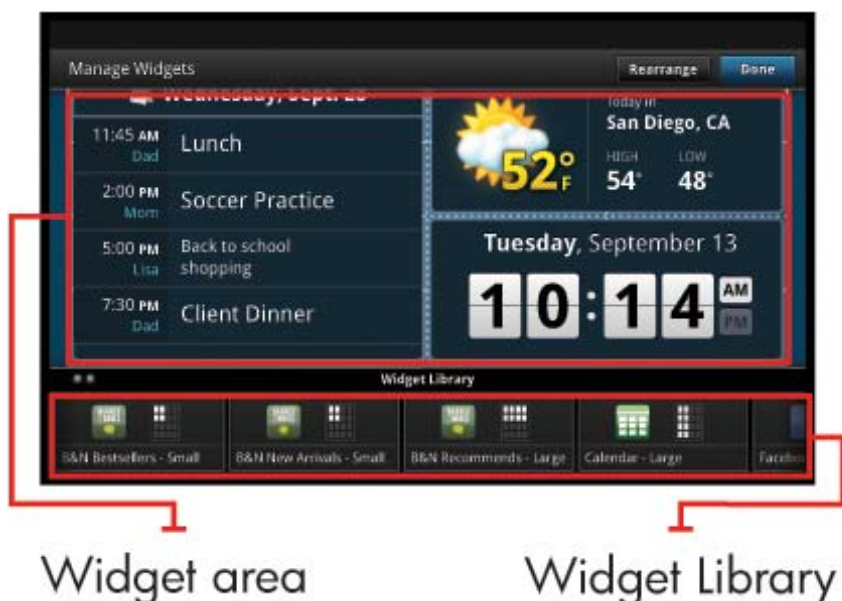 Manage Widgets
Rearrange
Done
Wednesday, Sept. 28
11:45 AM
Dad
Lunch
2:00 PM
Mom
Soccer Practice
5:00 PM
Lisa
Back to school
shopping
7:30 PM
Dad
Client Dinner
52°F
Today in
San Diego, CA
HIGH LOW
54° 48°
Tuesday, September 13
10:14
AM
PM
Widget Library
B&N Bestsellers - Small
B&N New Arrivals - Small
B&N Recommends - Large
Calendar - Large
Widget area
Widget Library